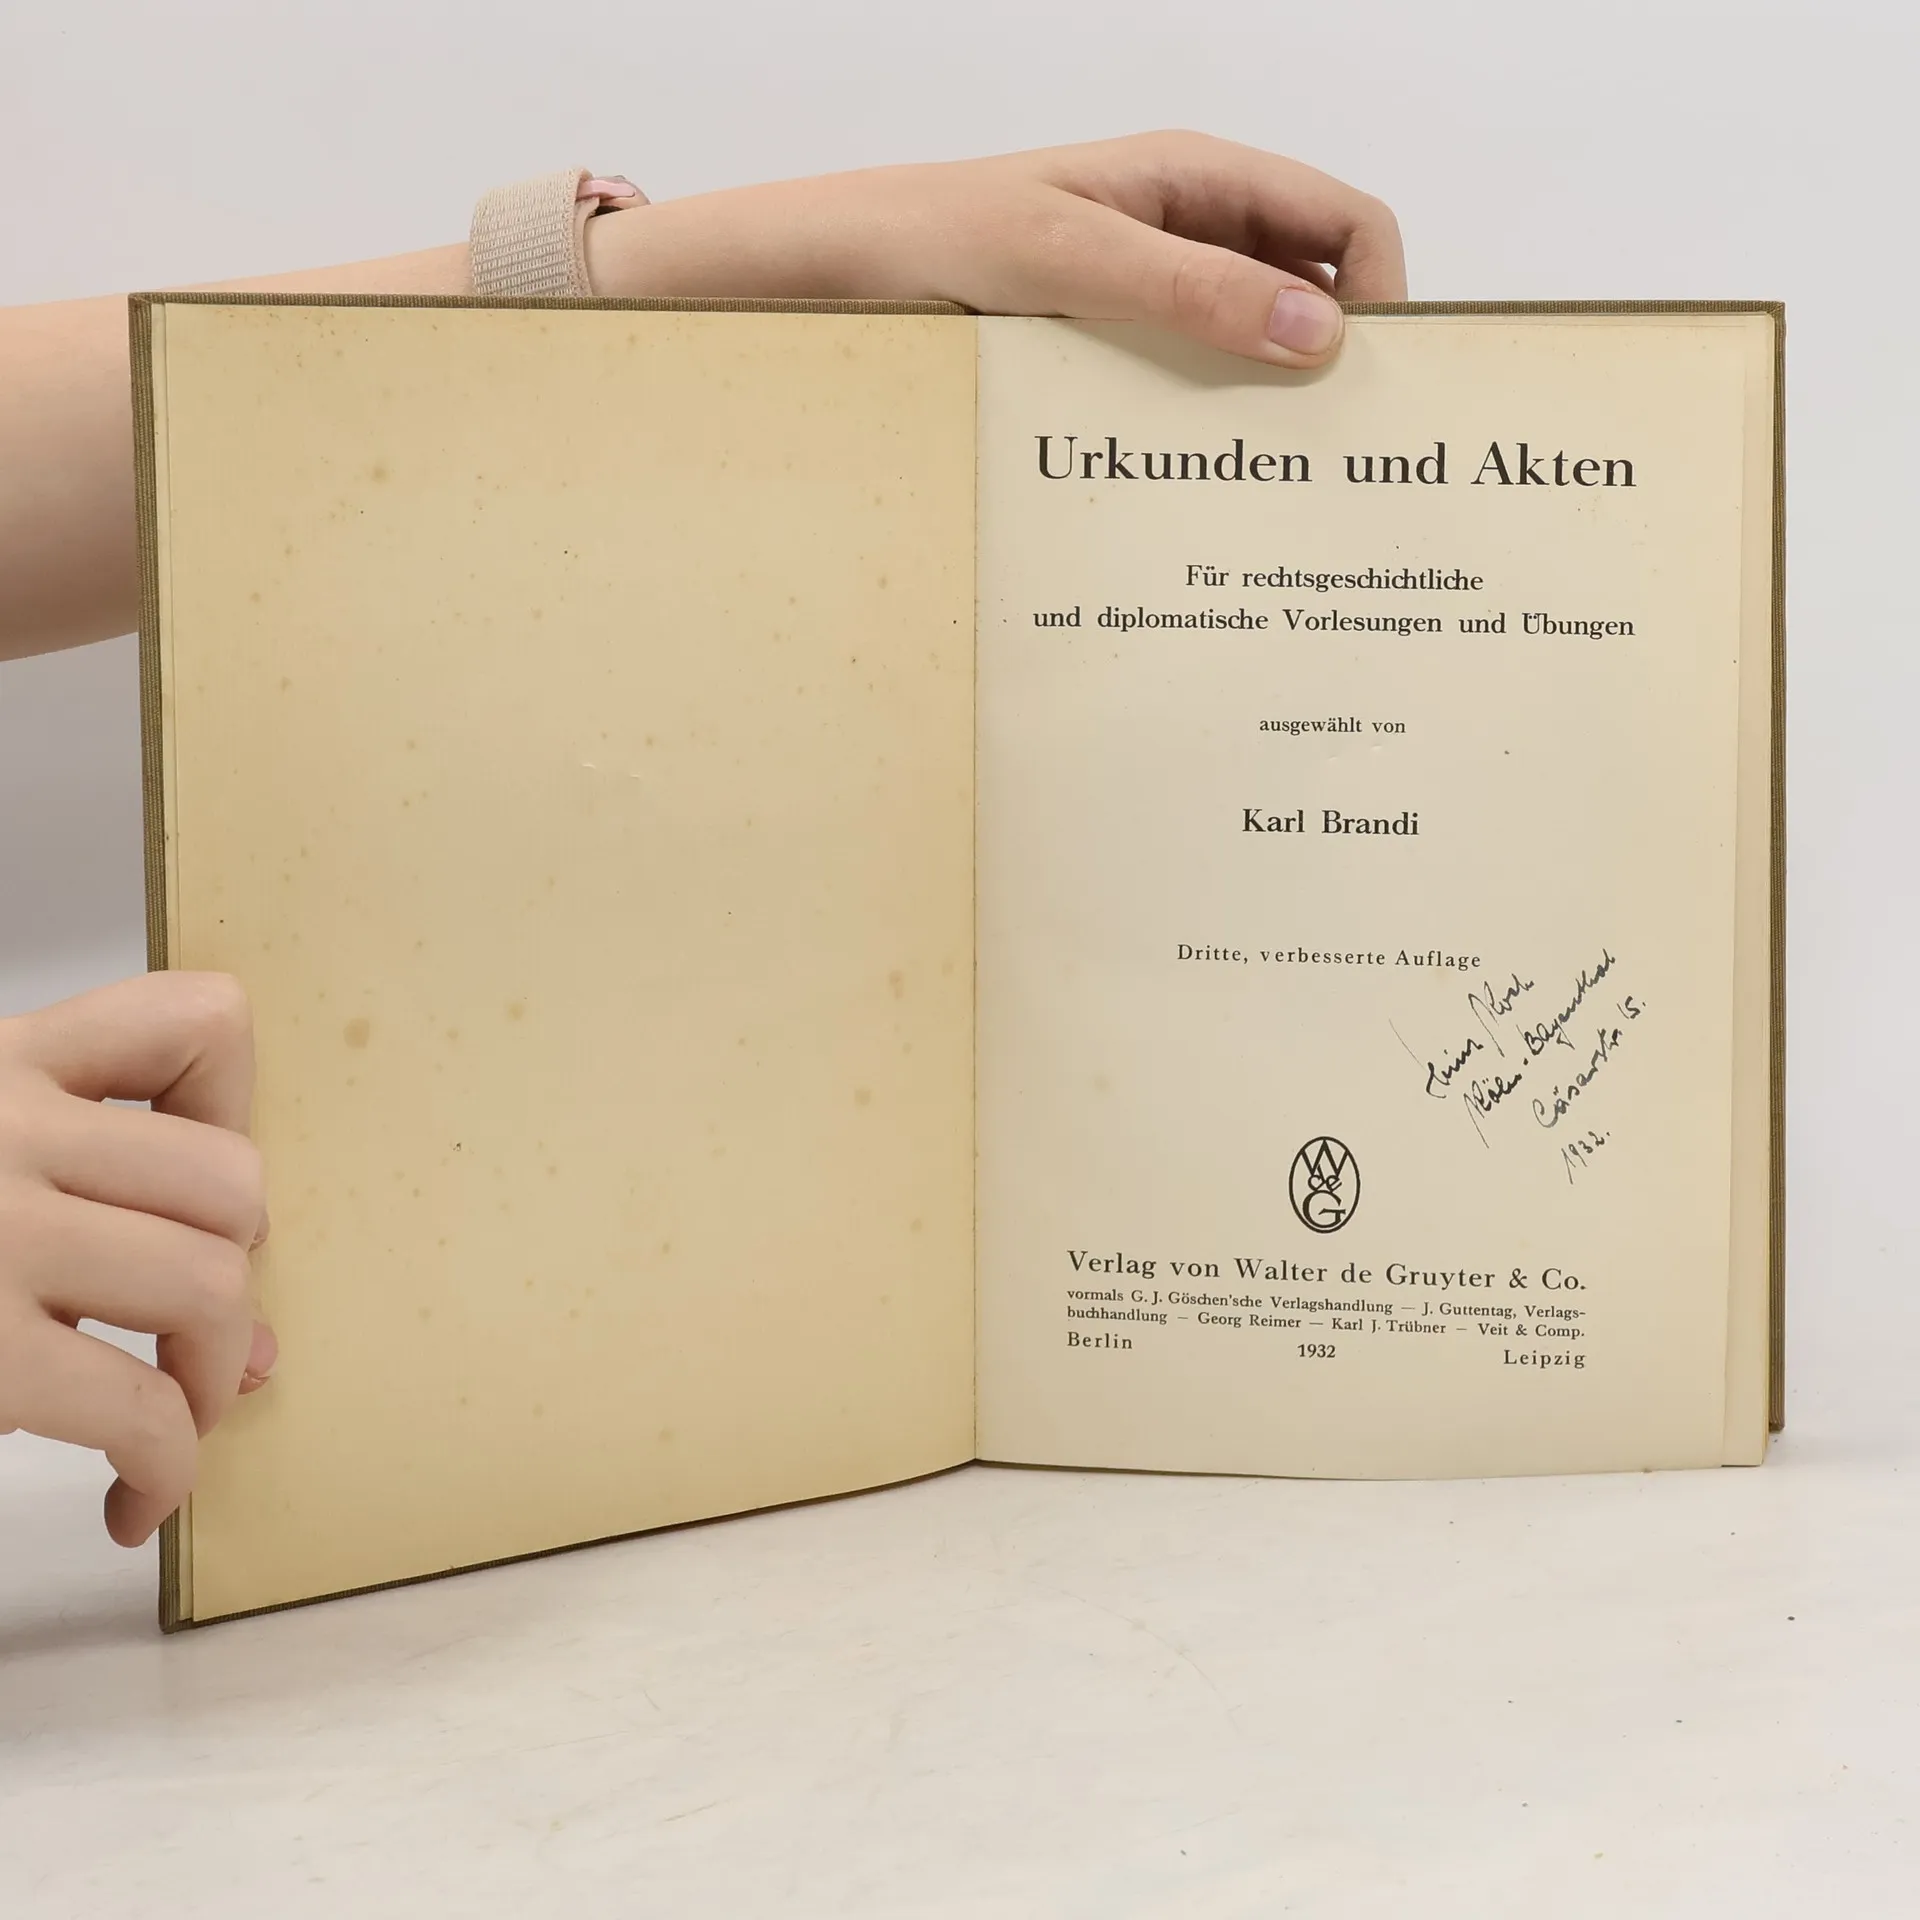 Urkunden und Akten
Für rechtsgeschichtliche
und diplomatische Vorlesungen und Übungen
ausgewählt von
Karl Brandi
Dritte, verbesserte Auflage
Köln-Bayenthal
Cäsarstr. 15.
1932.
W
de
G
Verlag von Walter de Gruyter & Co.
vormals G. J. Göschen'sche Verlagshandlung — J. Guttentag, Verlags-
buchhandlung — Georg Reimer — Karl J. Trübner — Veit & Comp.
Berlin 1932 Leipzig